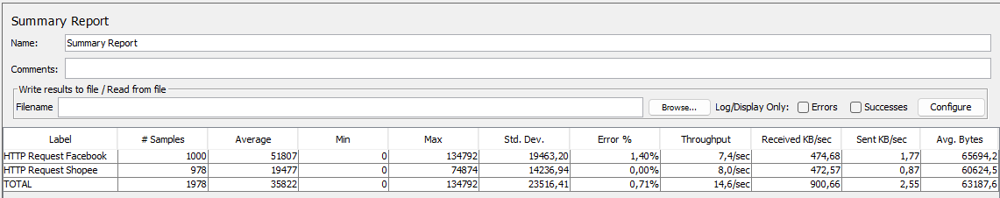 Summary Report
Name: Summary Report
Comments:
Write results to file / Read from file
Filename Browse... Log/Display Only: Errors Successes Configure
Label # Samples Average Min Max Std. Dev. Error % Throughput Received KB/sec Sent KB/sec Avg. Bytes
HTTP Request Facebook 1000 51807 0 134792 19463,20 1,40% 7,4/sec 474,68 1,77 65694,2
HTTP Request Shopee 978 19477 0 74874 14236,94 0,00% 8,0/sec 472,57 0,87 60624,5
TOTAL 1978 35822 0 134792 23516,41 0,71% 14,6/sec 900,66 2,55 63187,6